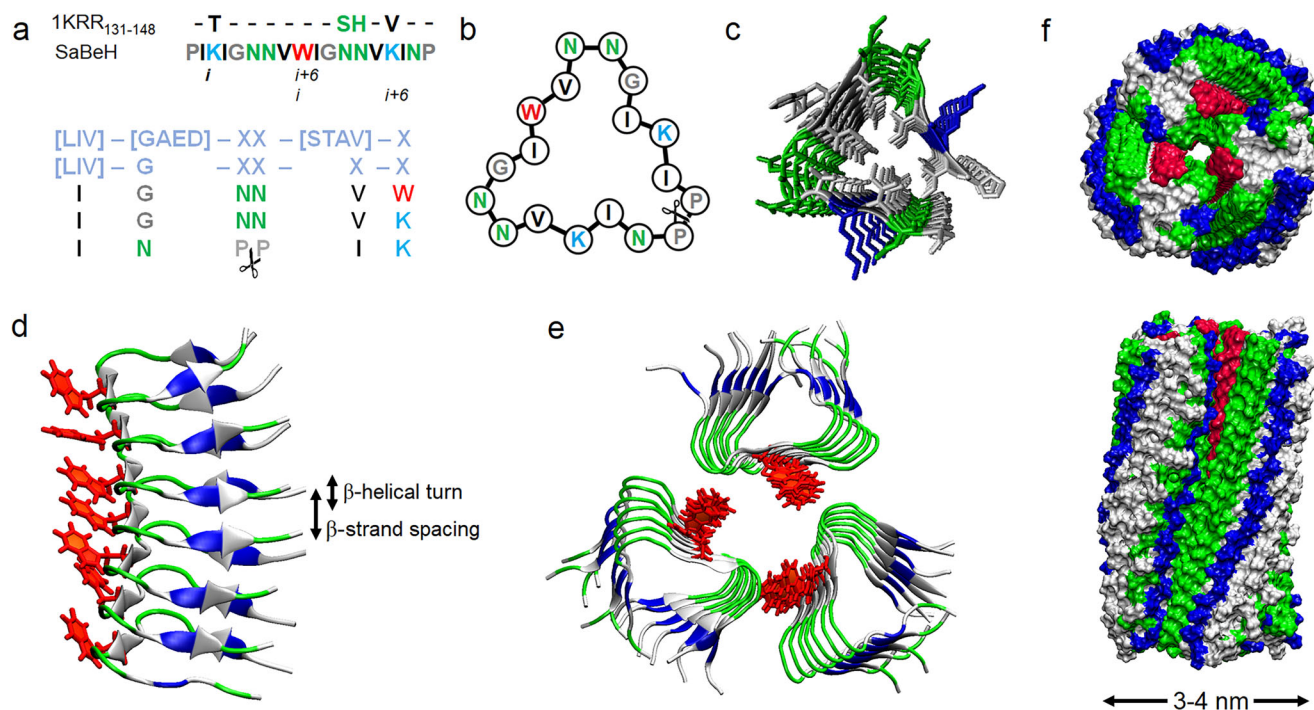 a
1KRR131-148
- T - - - - - - - - SH - V - -
SaBeH
PIKIGNNVWIGNNVKINP
i
i+6
i
i+6
[LIV] – [GAED] – XX – [STAV] – X
[LIV] – G – XX – X – X
I G NN V W
I G NN V K
I N PP I K
b
N N G I K I P P N I K V N N G I W V
c
d
β-helical turn
β-strand spacing
e
f
3-4 nm